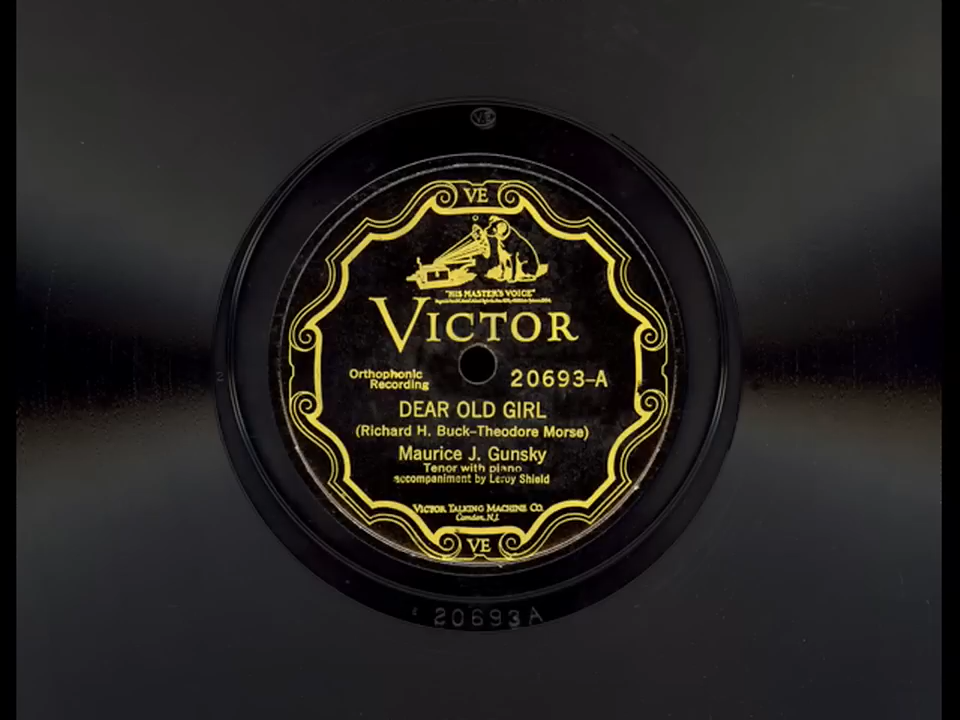 VE
VE
"HIS MASTER'S VOICE"
VICTOR
Orthophonic
Recording
20693-A
DEAR OLD GIRL
(Richard H. Buck-Theodore Morse)
Maurice J. Gunsky
Tenor with piano
accompaniment by Leroy Shield
VICTOR TALKING MACHINE CO.
Camden, N.J.
VE
20693A